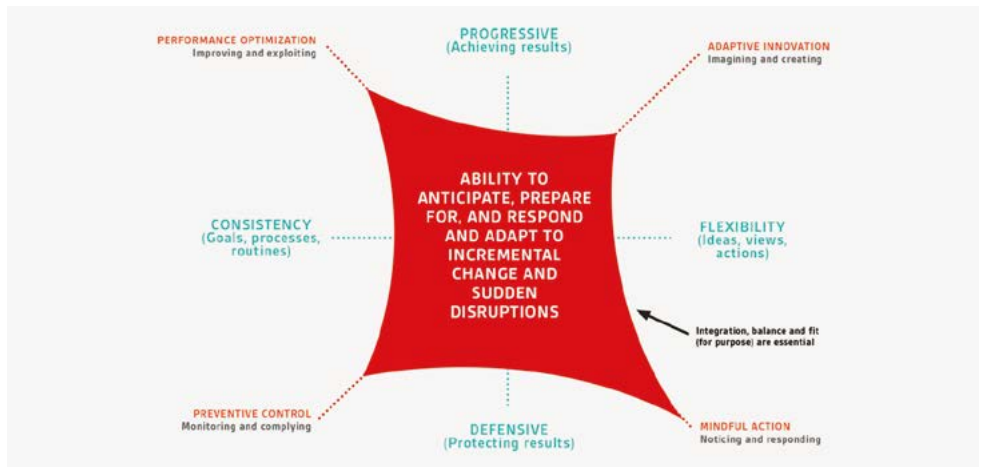 PROGRESSIVE
(Achieving results)
PERFORMANCE OPTIMIZATION
Improving and exploiting
ADAPTIVE INNOVATION
Imagining and creating
ABILITY TO
ANTICIPATE, PREPARE
FOR, AND RESPOND
AND ADAPT TO
INCREMENTAL
CHANGE AND
SUDDEN
DISRUPTIONS
CONSISTENCY
(Goals, processes,
routines)
FLEXIBILITY
(Ideas, views,
actions)
Integration, balance and fit
(for purpose) are essential
PREVENTIVE CONTROL
Monitoring and complying
DEFENSIVE
(Protecting results)
MINDFUL ACTION
Noticing and responding